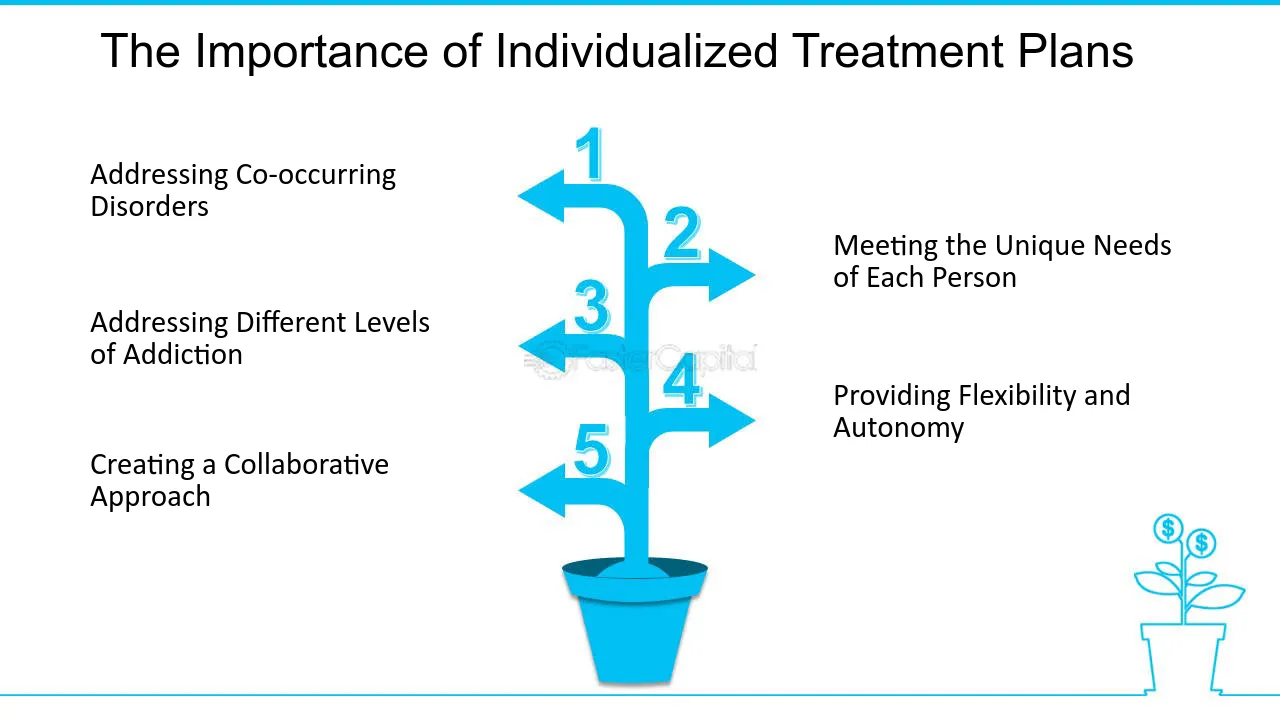 The Importance of Individualized Treatment Plans
1
Addressing Co-occurring
Disorders
2
Meeting the Unique Needs
of Each Person
3
Addressing Different Levels
of Addiction
FasterCapital
4
Providing Flexibility and
Autonomy
5
Creating a Collaborative
Approach
$
$